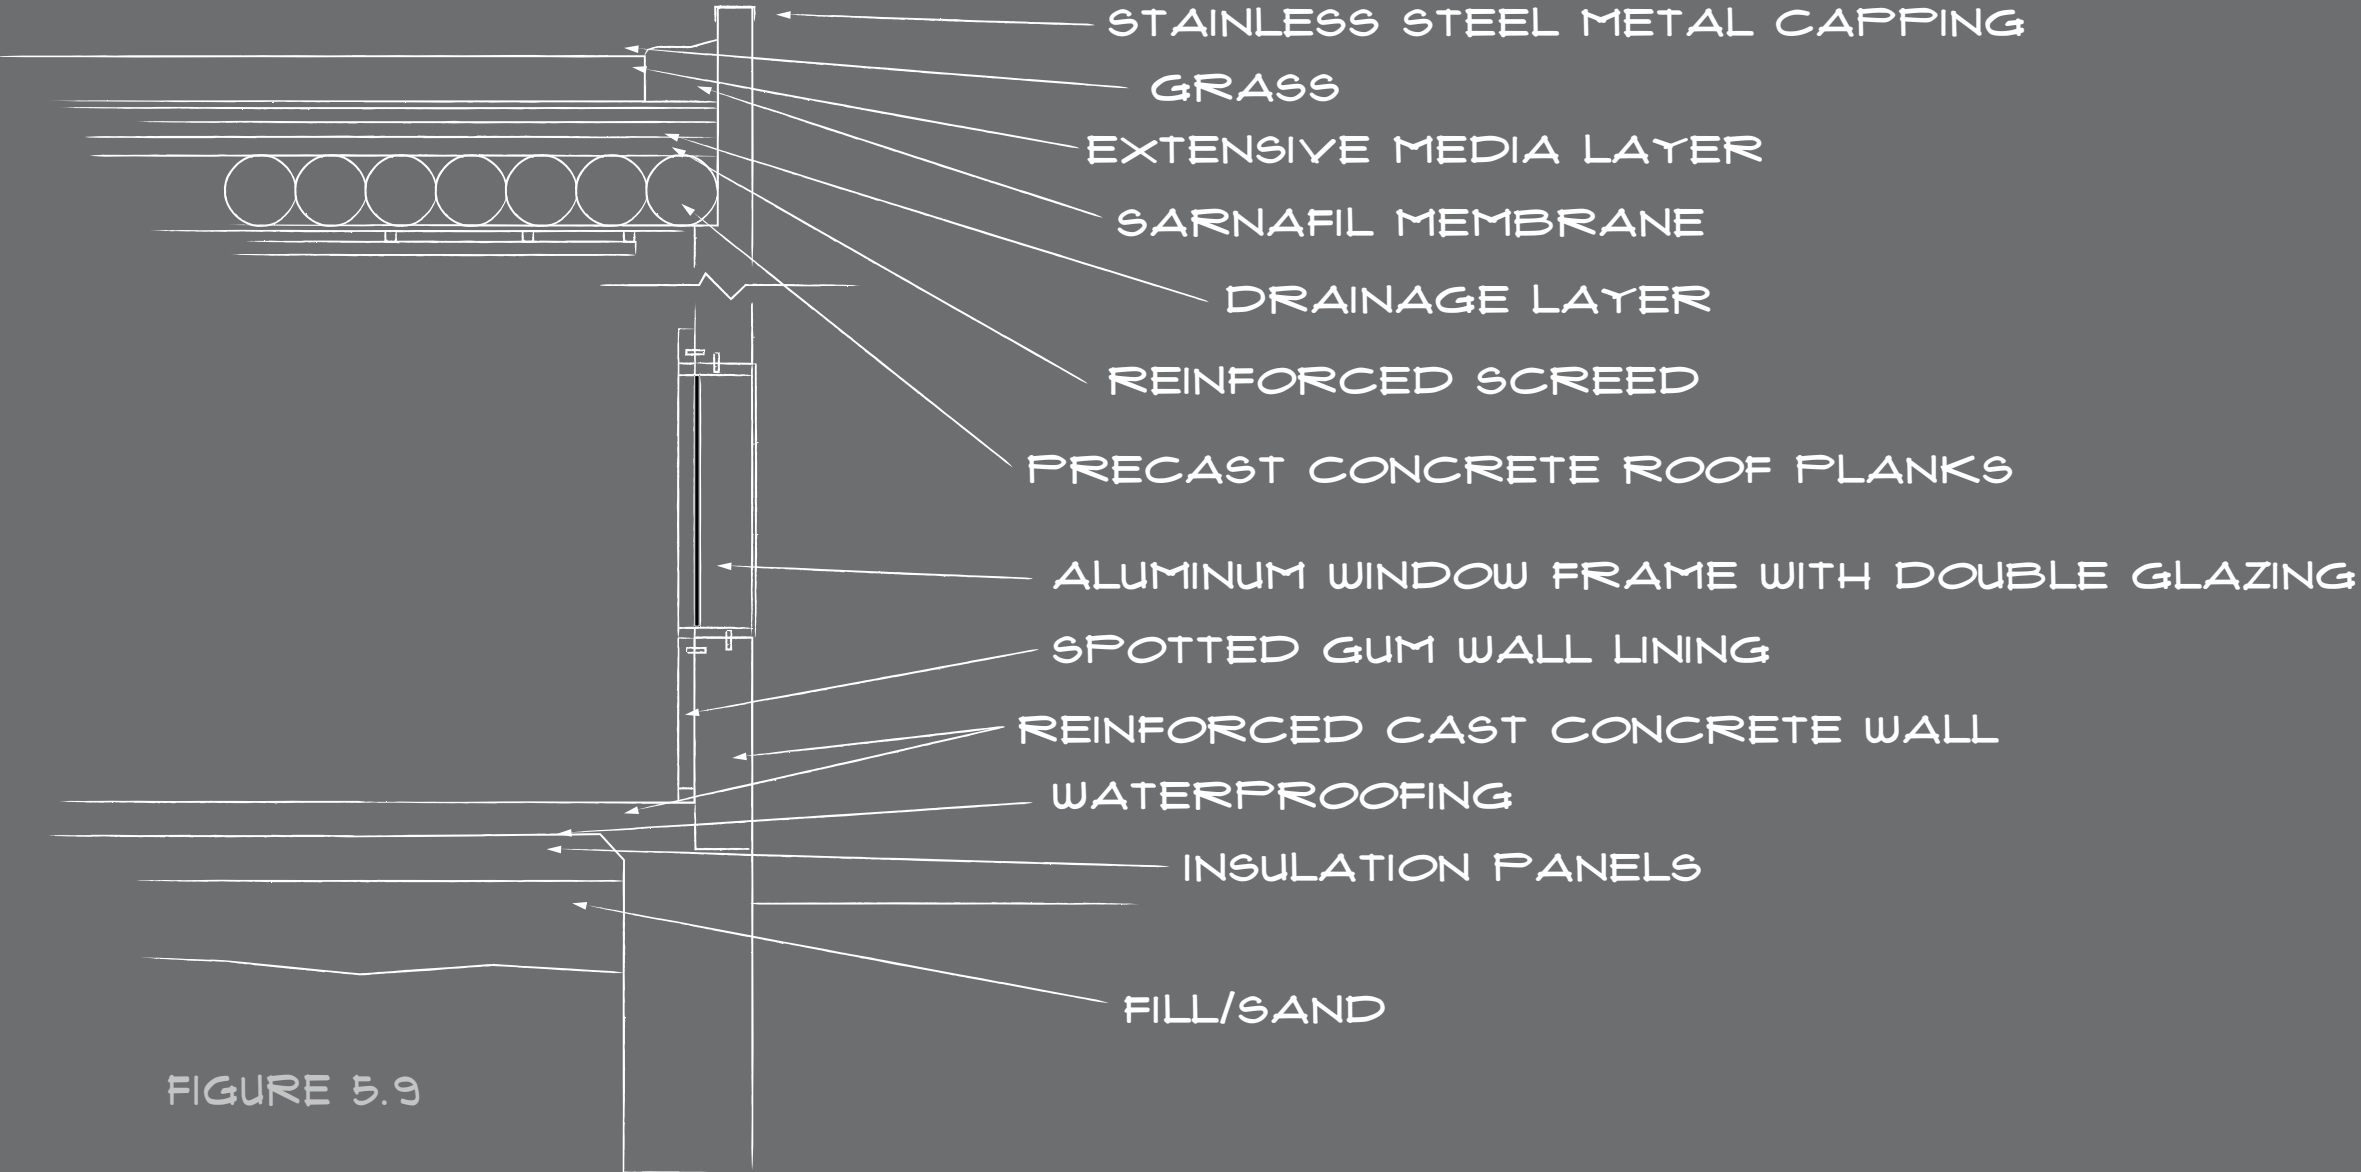 STAINLESS STEEL METAL CAPPING
GRASS
EXTENSIVE MEDIA LAYER
SARNAFIL MEMBRANE
DRAINAGE LAYER
REINFORCED SCREED
PRECAST CONCRETE ROOF PLANKS
ALUMINUM WINDOW FRAME WITH DOUBLE GLAZING
SPOTTED GUM WALL LINING
REINFORCED CAST CONCRETE WALL
WATERPROOFING
INSULATION PANELS
FILL/SAND
FIGURE 5.9